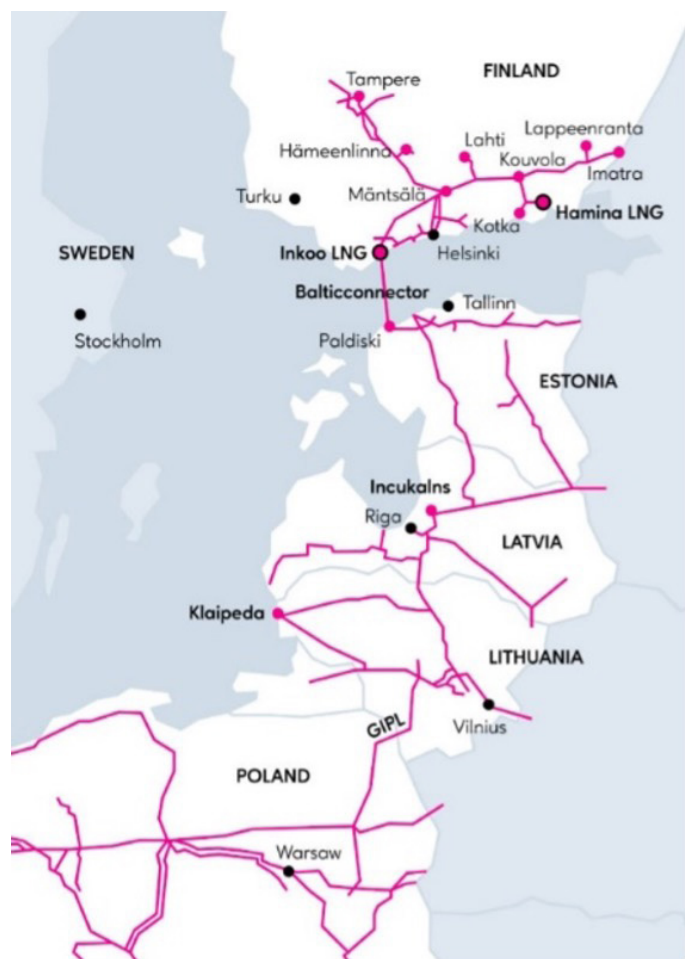 Tampere
FINLAND
Lappeenranta
Lahti
Hämeenlinna
Kouvola
Imatra
Turku
Mäntsälä
Hamina LNG
Kotka
SWEDEN
Inkoo LNG
Helsinki
Balticconnector
Tallinn
Stockholm
Paldiski
ESTONIA
Incukalns
Riga
LATVIA
Klaipeda
LITHUANIA
GIPL
Vilnius
POLAND
Warsaw